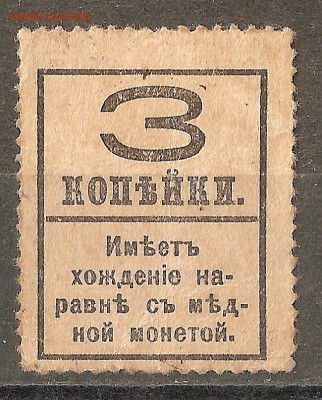 3
КОПѢЙКИ.
Имѣетъ
хожденіе на-
равнѣ съ мѣд-
ной монетой.